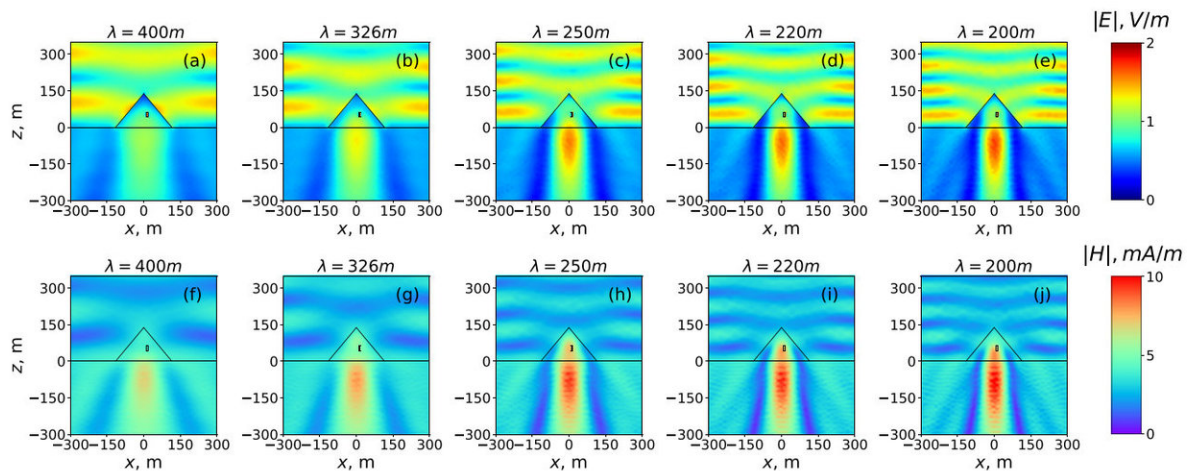 λ = 400m λ = 326m λ = 250m λ = 220m λ = 200m |E|, V/m
300 300 300 300 300 2
(a) (b) (c) (d) (e)
150 150 150 150 150
z, m 0 0 0 0 0 1
−150 −150 −150 −150 −150
−300 −300 −300 −300 −300 0
−300−150 0 150 300 −300−150 0 150 300 −300−150 0 150 300 −300−150 0 150 300 −300−150 0 150 300
x, m x, m x, m x, m x, m
λ = 400m λ = 326m λ = 250m λ = 220m λ = 200m |H|, mA/m
300 300 300 300 300 10
(f) (g) (h) (i) (j)
150 150 150 150 150
z, m 0 0 0 0 0 5
−150 −150 −150 −150 −150
−300 −300 −300 −300 −300 0
−300−150 0 150 300 −300−150 0 150 300 −300−150 0 150 300 −300−150 0 150 300 −300−150 0 150 300
x, m x, m x, m x, m x, m